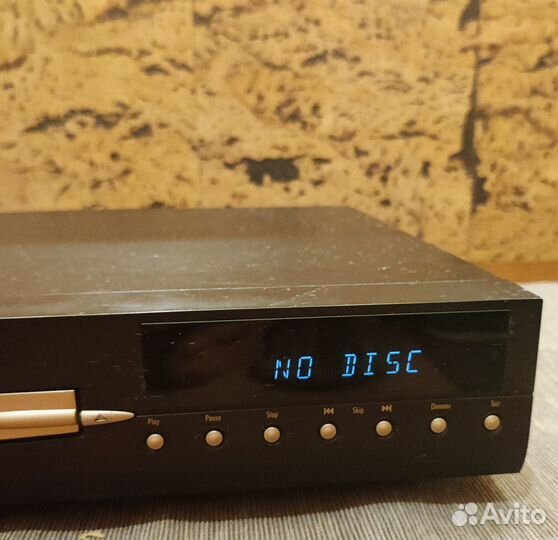 NO DISC
Play Pause Stop Skip Dimmer Text
Avito